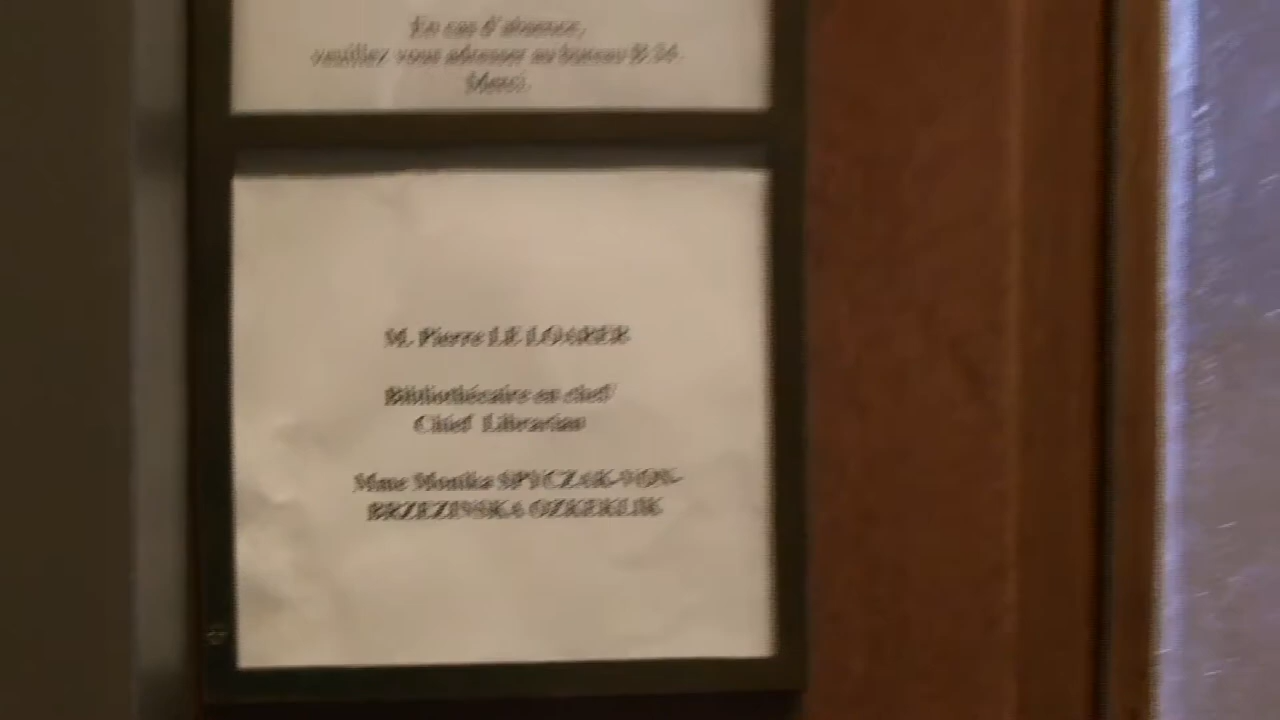 En cas d'absence,
veuillez vous adresser au bureau B 34
Merci.
M. Pierre LE LOARER
Bibliothécaire en chef/
Chief Librarian
Mme Monika SPYCZAK-VON-
BRZEZINSKA OZKEKLIK